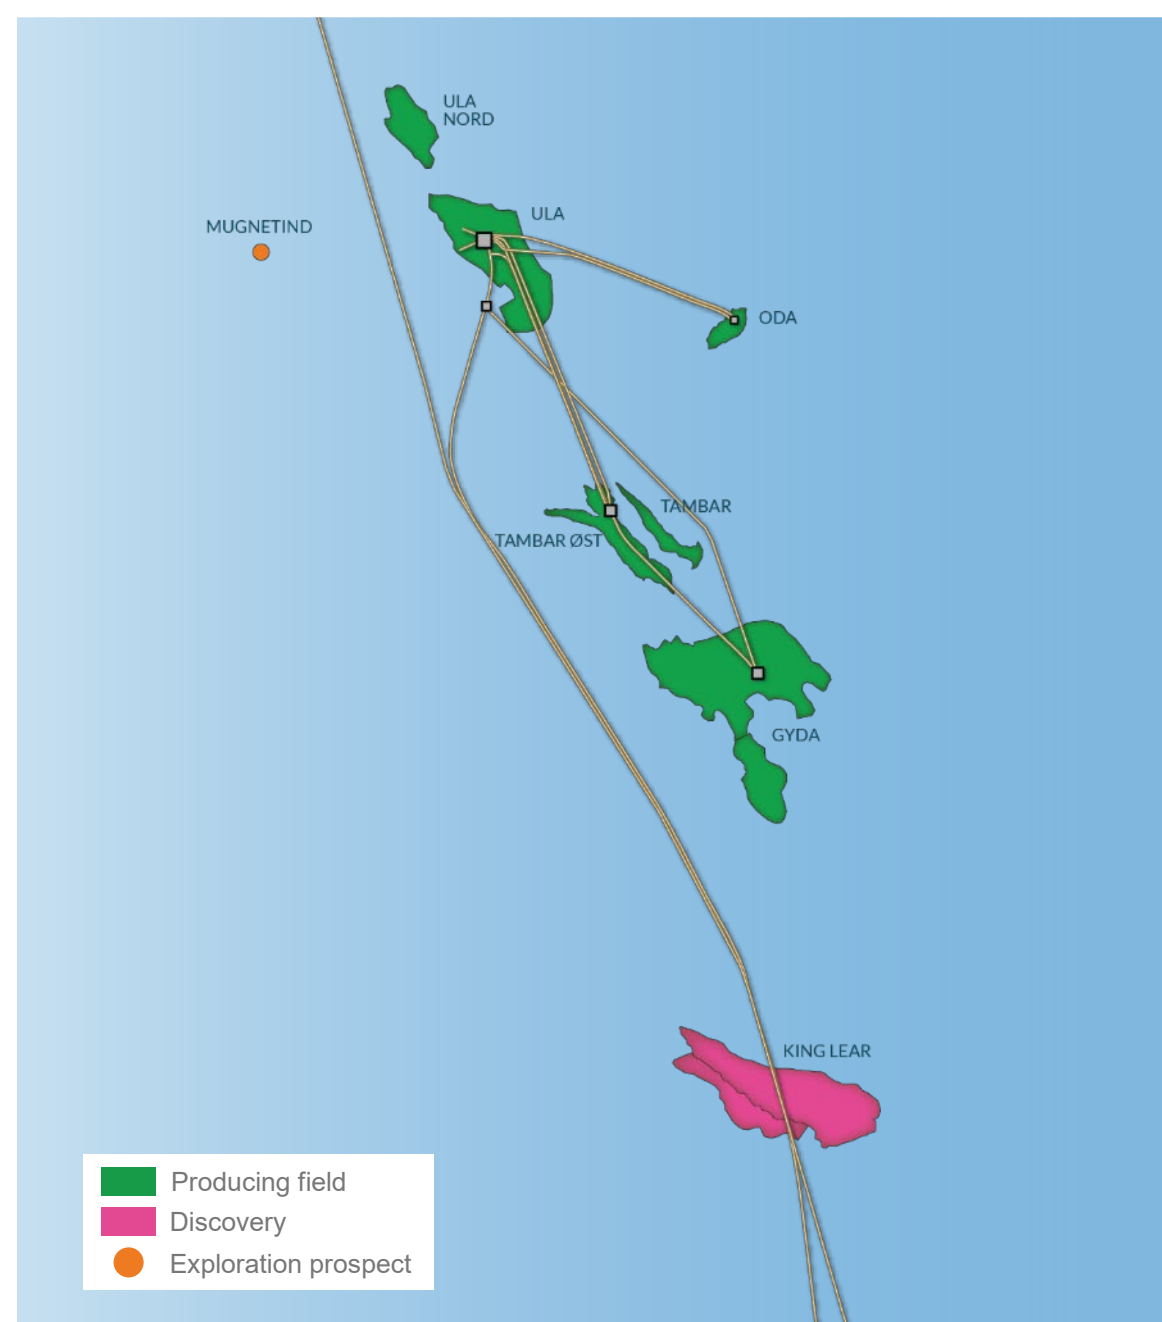 ULA
NORD
ULA
MUGNETIND
ODA
TAMBAR
TAMBAR ØST
GYDA
KING LEAR
Producing field
Discovery
Exploration prospect